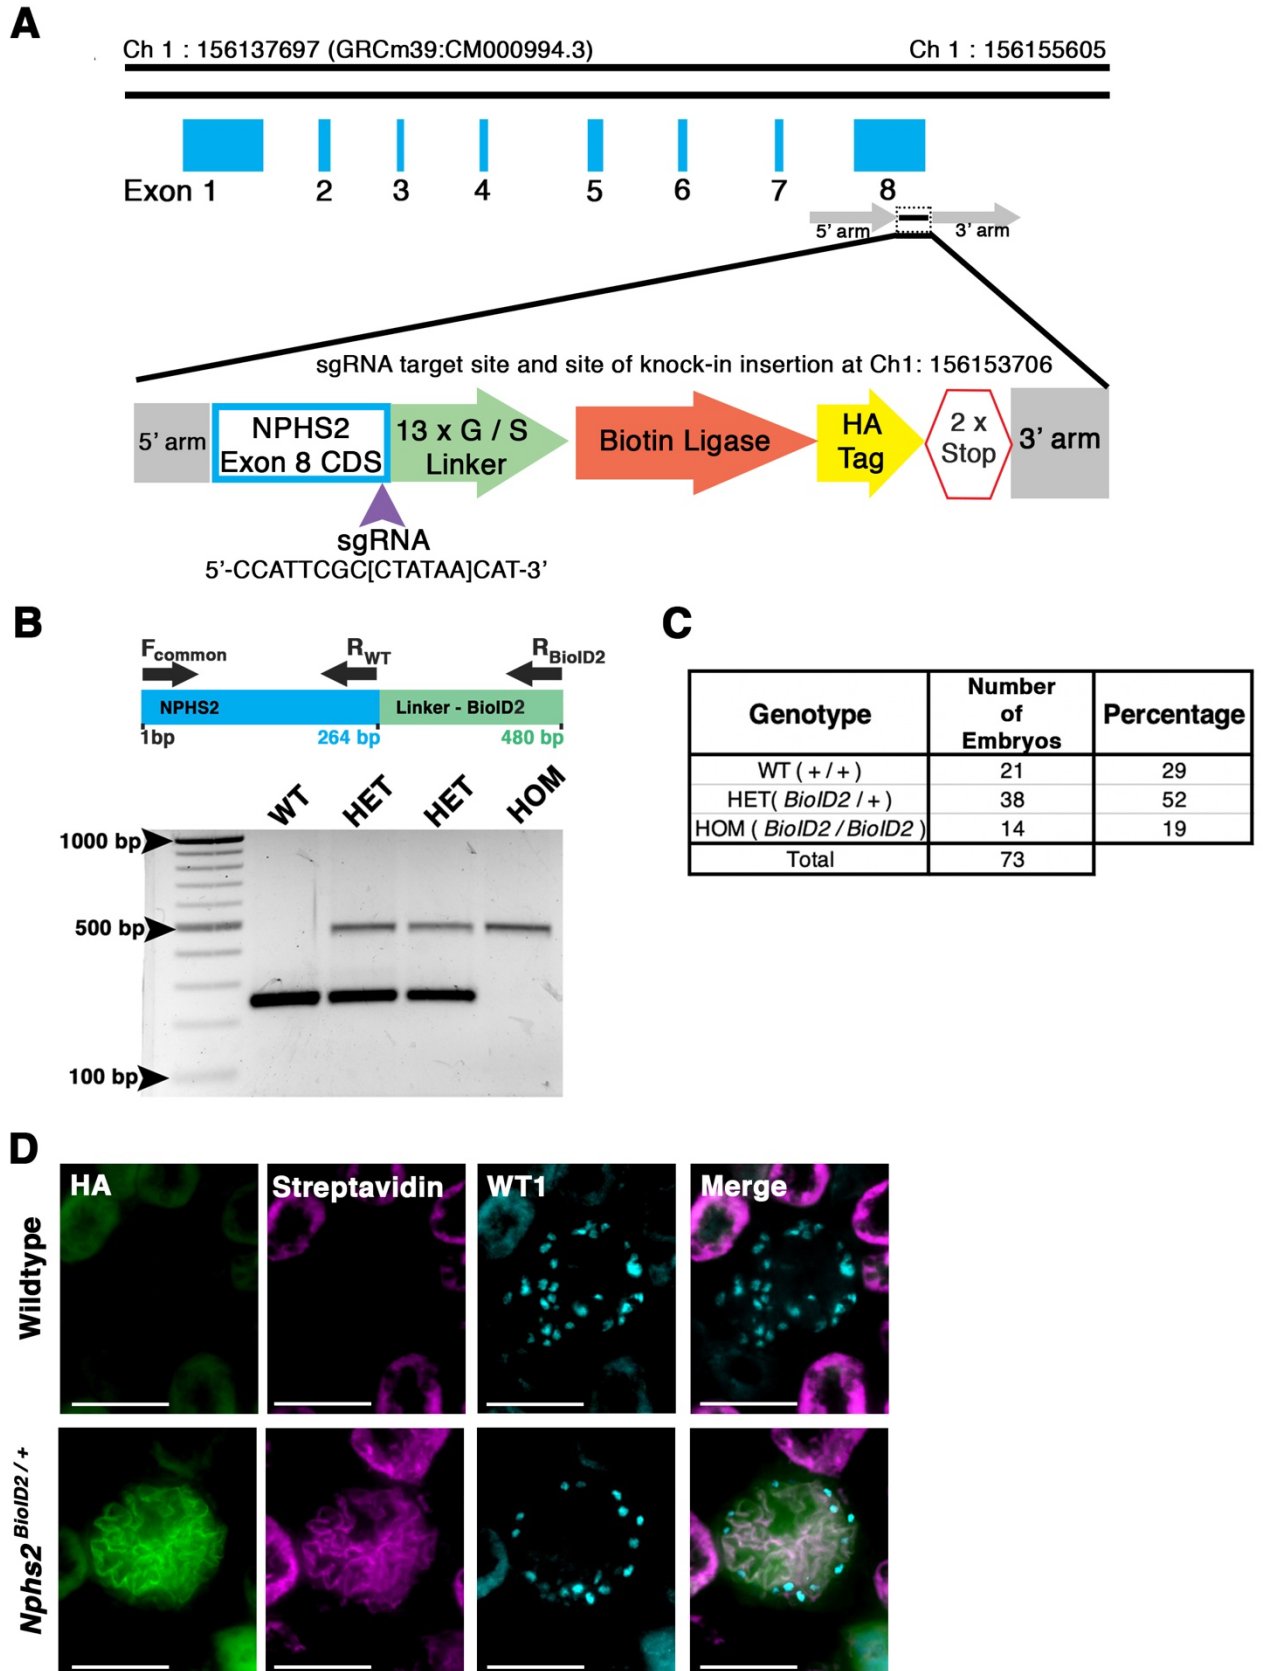 A
Ch 1 : 156137697 (GRCm39:CM000994.3)
Ch 1 : 156155605
Exon 1 2 3 4 5 6 7 8
5’ arm
3’ arm
sgRNA target site and site of knock-in insertion at Ch1: 156153706
5’ arm
NPHS2
Exon 8 CDS
13 x G / S
Linker
Biotin Ligase
HA
Tag
2 x
Stop
3’ arm
sgRNA
5’-CCATTCGC[CTATAA]CAT-3’
B
Fcommon
RWT
RBioID2
NPHS2
Linker - BioID2
1bp
264 bp
480 bp
WT
HET
HET
HOM
1000 bp
500 bp
100 bp
C
Genotype
Number
of
Embryos
Percentage
WT ( + / + ) 21 29
HET( BioID2 / + ) 38 52
HOM ( BioID2 / BioID2 ) 14 19
Total 73
D
HA
Streptavidin
WT1
Merge
Wildtype
Nphs2 BioID2 / +